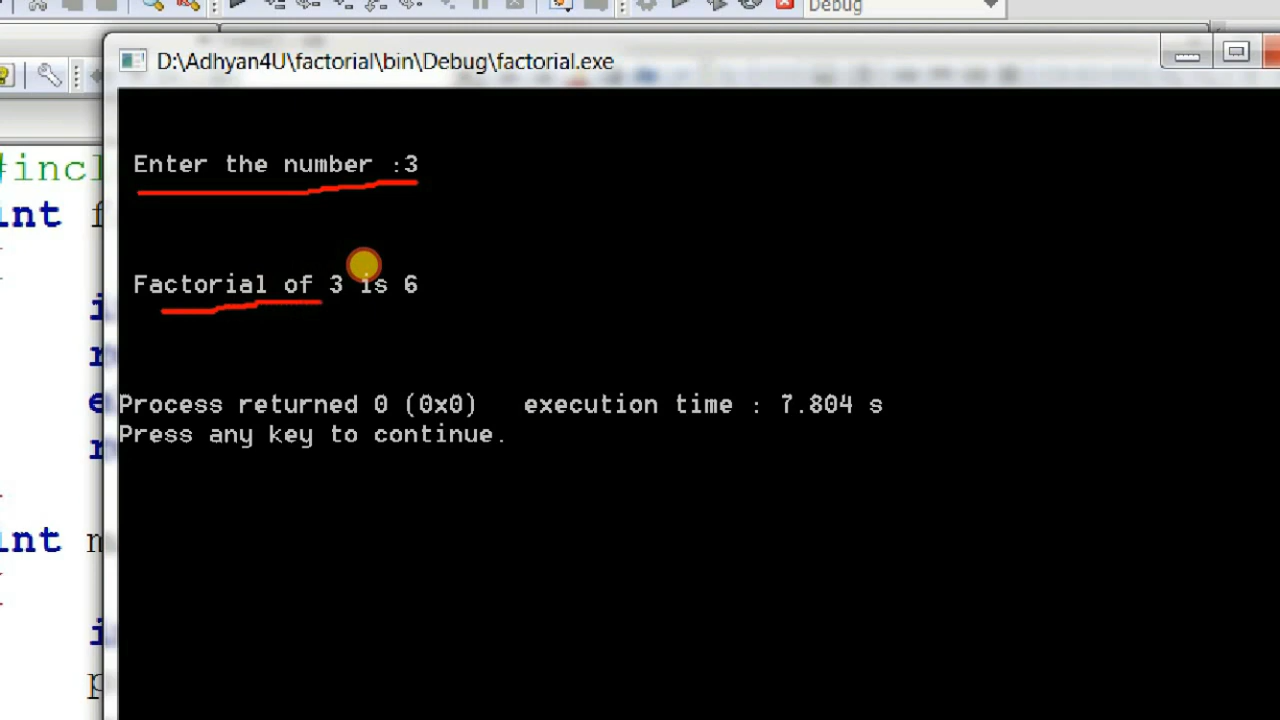 Debug
D:\Adhyan4U\factorial\bin\Debug\factorial.exe
Enter the number :3
#incl
int f
Factorial of 3 is 6
i
r
e
Process returned 0 (0x0)   execution time : 7.804 s
r
Press any key to continue.
int m
i
p